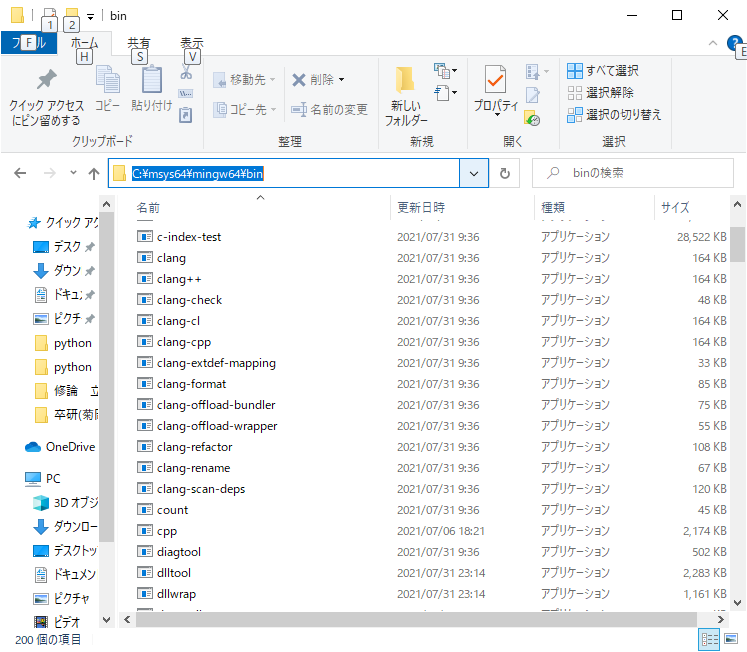 bin
1 2
ファイル ホーム 共有 表示
F H S V E
クイック アクセス
にピン留めする
コピー
貼り付け
移動先
コピー先
削除
名前の変更
新しい
フォルダー
プロパティ
すべて選択
選択解除
選択の切り替え
クリップボード 整理 新規 開く 選択
C:¥msys64¥mingw64¥bin
binの検索
名前 更新日時 種類 サイズ
c-index-test 2021/07/31 9:36 アプリケーション 28,522 KB
clang 2021/07/31 9:36 アプリケーション 164 KB
clang++ 2021/07/31 9:36 アプリケーション 164 KB
clang-check 2021/07/31 9:36 アプリケーション 48 KB
clang-cl 2021/07/31 9:36 アプリケーション 164 KB
clang-cpp 2021/07/31 9:36 アプリケーション 164 KB
clang-extdef-mapping 2021/07/31 9:36 アプリケーション 33 KB
clang-format 2021/07/31 9:36 アプリケーション 85 KB
clang-offload-bundler 2021/07/31 9:36 アプリケーション 75 KB
clang-offload-wrapper 2021/07/31 9:36 アプリケーション 55 KB
clang-refactor 2021/07/31 9:36 アプリケーション 108 KB
clang-rename 2021/07/31 9:36 アプリケーション 67 KB
clang-scan-deps 2021/07/31 9:36 アプリケーション 120 KB
count 2021/07/31 9:36 アプリケーション 45 KB
cpp 2021/07/06 18:21 アプリケーション 2,174 KB
diagtool 2021/07/31 9:36 アプリケーション 502 KB
dlltool 2021/07/31 23:14 アプリケーション 2,283 KB
dllwrap 2021/07/31 23:14 アプリケーション 1,161 KB
クイック アク
デスク
ダウン
ドキュ
ピクチ
python
python
修論 立
卒研(菊
OneDrive
PC
3D オブジ
ダウンロー
デスクトッ
ドキュメン
ピクチャ
ビデオ
200 個の項目